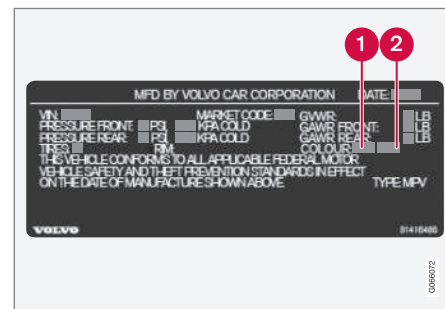 1 2
MFD BY VOLVO CAR CORPORATION DATE:
VIN: MARKET CODE: GVWR: LB
PRESSURE FRONT: PSI, KPA COLD GAWR FRONT: LB
PRESSURE REAR: PSI, KPA COLD GAWR REAR: LB
TIRES: RIM: COLOUR:
THIS VEHICLE CONFORMS TO ALL APPLICABLE FEDERAL MOTOR
VEHICLE SAFETY AND THEFT PREVENTION STANDARDS IN EFFECT
ON THE DATE OF MANUFACTURE SHOWN ABOVE. TYPE: MPV
VOLVO 31416486
G066072